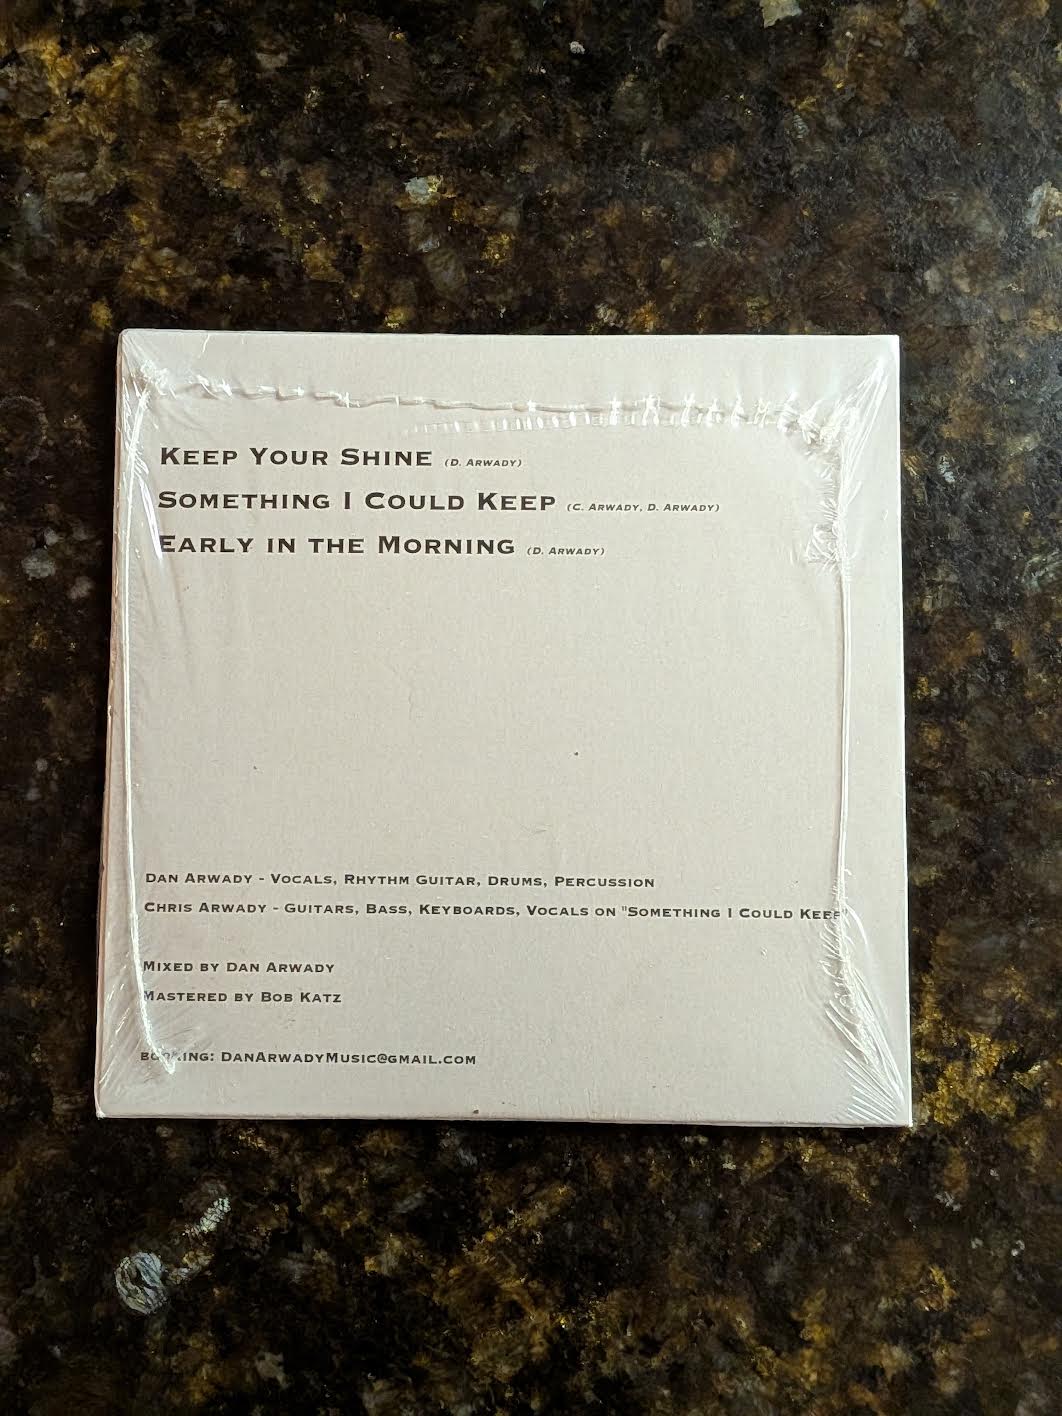 KEEP YOUR SHINE (D. ARWADY)
SOMETHING I COULD KEEP (C. ARWADY, D. ARWADY)
EARLY IN THE MORNING (D. ARWADY)
DAN ARWADY - VOCALS, RHYTHM GUITAR, DRUMS, PERCUSSION
CHRIS ARWADY - GUITARS, BASS, KEYBOARDS, VOCALS ON "SOMETHING I COULD KEEP"
MIXED BY DAN ARWADY
MASTERED BY BOB KATZ
BOOKING: DANARWADYMUSIC@GMAIL.COM